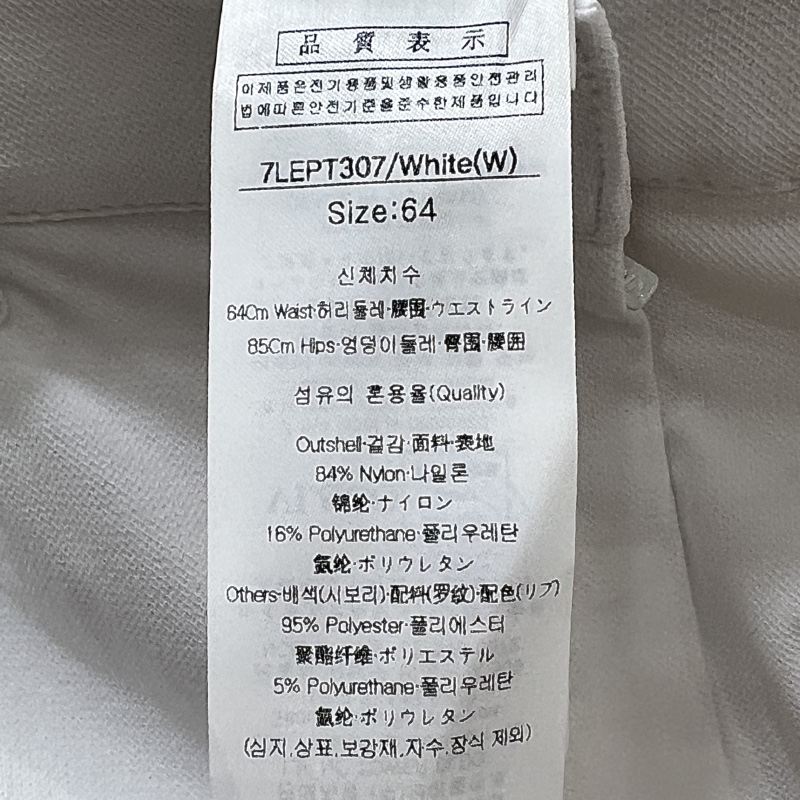 品質表示
이제품은전기용품및생활용품안전관리
법에따른안전기준을준수한제품입니다
7LEPT307/White(W)
Size:64
신체치수
64Cm Waist·허리둘레·腰围·ウエストライン
85Cm Hips·엉덩이둘레·臀围·腰囲
섬유의 혼용율(Quality)
Outshell·겉감·面料·表地
84% Nylon·나일론
锦纶·ナイロン
16% Polyurethane·폴리우레탄
氨纶·ポリウレタン
Others·배색(시보리)·配料(罗纹)·配色(リブ)
95% Polyester·폴리에스터
聚酯纤维·ポリエステル
5% Polyurethane·폴리우레탄
氨纶·ポリウレタン
(심지,상표,보강재,자수,장식 제외)